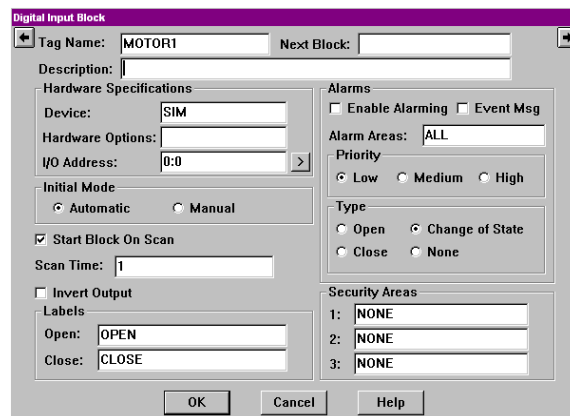 Digital Input Block
Tag Name: MOTOR1 Next Block:
Description:
Hardware Specifications
Device: SIM
Hardware Options:
I/O Address: 0:0 >
Initial Mode
Automatic Manual
Start Block On Scan
Scan Time: 1
Invert Output
Labels
Open: OPEN
Close: CLOSE
Alarms
Enable Alarming Event Msg
Alarm Areas: ALL
Priority
Low Medium High
Type
Open Change of State
Close None
Security Areas
1: NONE
2: NONE
3: NONE
OK Cancel Help